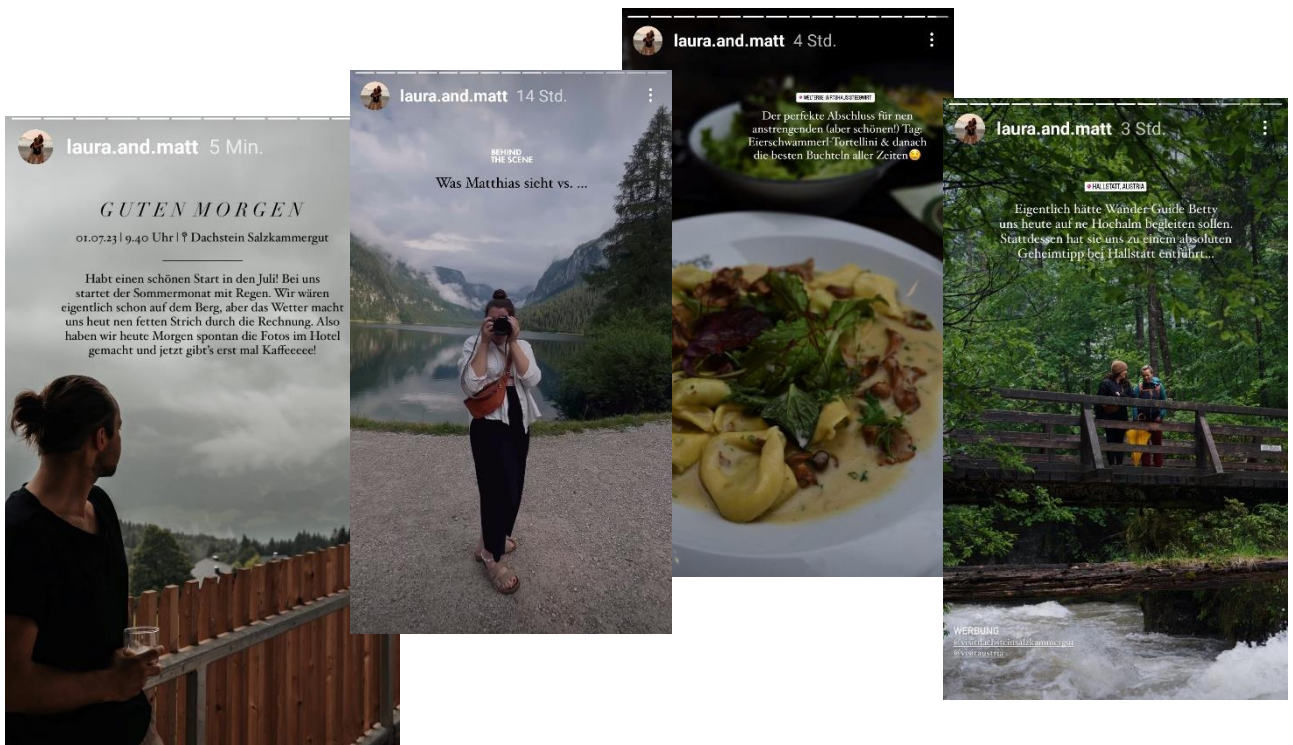 laura.and.matt 5 Min.
GUTEN MORGEN
01.07.23 | 9.40 Uhr | Dachstein Salzkammergut
Habt einen schönen Start in den Juli! Bei uns
startet der Sommermonat mit Regen. Wir wären
eigentlich schon auf dem Berg, aber das Wetter macht
uns heut nen fetten Strich durch die Rechnung. Also
haben wir heute Morgen spontan die Fotos im Hotel
gemacht und jetzt gibt's erst mal Kaffeeeee!
laura.and.matt 14 Std.
BEHIND
THE SCENE
Was Matthias sieht vs. ...
laura.and.matt 4 Std.
Der perfekte Abschluss für nen
anstrengenden (aber schönen!) Tag:
Eierschwammerl-Tortellini & danach
die besten Buchteln aller Zeiten😊
laura.and.matt 3 Std.
HALLSTATT, AUSTRIA
Eigentlich hätte Wander Guide Betty
uns heute auf ne Hochalm begleiten sollen.
Stattdessen hat sie uns zu einem absoluten
Geheimtipp bei Hallstatt entführt...
WERBUNG
@visitdachsteinsalzkammergut
@visitaustria